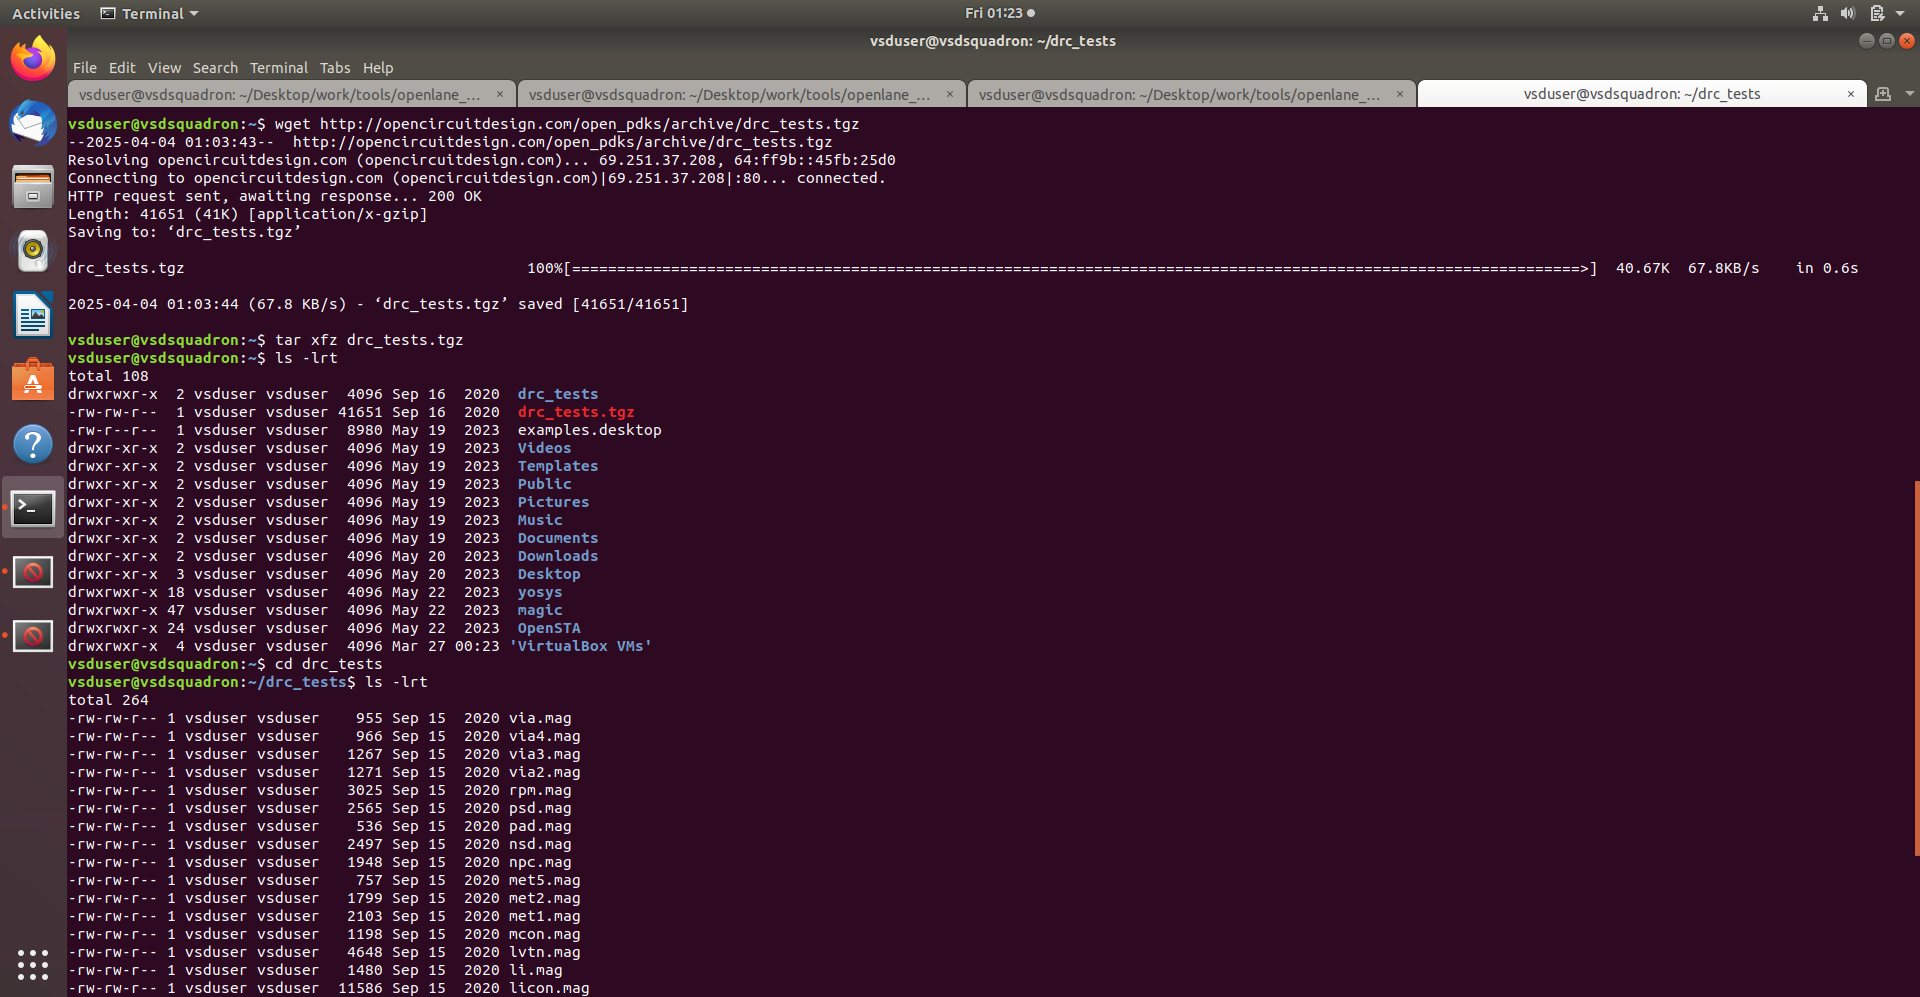 Activities Terminal Fri 01:23
vsduser@vsdsquadron: ~/drc_tests
File Edit View Search Terminal Tabs Help
vsduser@vsdsquadron: ~/Desktop/work/tools/openlane_... × vsduser@vsdsquadron: ~/Desktop/work/tools/openlane_... × vsduser@vsdsquadron: ~/Desktop/work/tools/openlane_... × vsduser@vsdsquadron: ~/drc_tests ×
vsduser@vsdsquadron:~$ wget http://opencircuitdesign.com/open_pdks/archive/drc_tests.tgz
--2025-04-04 01:03:43--  http://opencircuitdesign.com/open_pdks/archive/drc_tests.tgz
Resolving opencircuitdesign.com (opencircuitdesign.com)... 69.251.37.208, 64:ff9b::45fb:25d0
Connecting to opencircuitdesign.com (opencircuitdesign.com)|69.251.37.208|:80... connected.
HTTP request sent, awaiting response... 200 OK
Length: 41651 (41K) [application/x-gzip]
Saving to: ‘drc_tests.tgz’
drc_tests.tgz 100%[================================================================================================================>] 40.67K 67.8KB/s in 0.6s
2025-04-04 01:03:44 (67.8 KB/s) - ‘drc_tests.tgz’ saved [41651/41651]
vsduser@vsdsquadron:~$ tar xfz drc_tests.tgz
vsduser@vsdsquadron:~$ ls -lrt
total 108
drwxrwxr-x  2 vsduser vsduser  4096 Sep 16  2020  drc_tests
-rw-rw-r--  1 vsduser vsduser 41651 Sep 16  2020  drc_tests.tgz
-rw-r--r--  1 vsduser vsduser  8980 May 19  2023  examples.desktop
drwxr-xr-x  2 vsduser vsduser  4096 May 19  2023  Videos
drwxr-xr-x  2 vsduser vsduser  4096 May 19  2023  Templates
drwxr-xr-x  2 vsduser vsduser  4096 May 19  2023  Public
drwxr-xr-x  2 vsduser vsduser  4096 May 19  2023  Pictures
drwxr-xr-x  2 vsduser vsduser  4096 May 19  2023  Music
drwxr-xr-x  2 vsduser vsduser  4096 May 19  2023  Documents
drwxr-xr-x  2 vsduser vsduser  4096 May 20  2023  Downloads
drwxr-xr-x  3 vsduser vsduser  4096 May 20  2023  Desktop
drwxrwxr-x 18 vsduser vsduser  4096 May 22  2023  yosys
drwxrwxr-x 47 vsduser vsduser  4096 May 22  2023  magic
drwxrwxr-x 24 vsduser vsduser  4096 May 22  2023  OpenSTA
drwxrwxr-x  4 vsduser vsduser  4096 Mar 27 00:23 'VirtualBox VMs'
vsduser@vsdsquadron:~$ cd drc_tests
vsduser@vsdsquadron:~/drc_tests$ ls -lrt
total 264
-rw-rw-r-- 1 vsduser vsduser    955 Sep 15  2020 via.mag
-rw-rw-r-- 1 vsduser vsduser    966 Sep 15  2020 via4.mag
-rw-rw-r-- 1 vsduser vsduser   1267 Sep 15  2020 via3.mag
-rw-rw-r-- 1 vsduser vsduser   1271 Sep 15  2020 via2.mag
-rw-rw-r-- 1 vsduser vsduser   3025 Sep 15  2020 rpm.mag
-rw-rw-r-- 1 vsduser vsduser   2565 Sep 15  2020 psd.mag
-rw-rw-r-- 1 vsduser vsduser    536 Sep 15  2020 pad.mag
-rw-rw-r-- 1 vsduser vsduser   2497 Sep 15  2020 nsd.mag
-rw-rw-r-- 1 vsduser vsduser   1948 Sep 15  2020 npc.mag
-rw-rw-r-- 1 vsduser vsduser    757 Sep 15  2020 met5.mag
-rw-rw-r-- 1 vsduser vsduser   1799 Sep 15  2020 met2.mag
-rw-rw-r-- 1 vsduser vsduser   2103 Sep 15  2020 met1.mag
-rw-rw-r-- 1 vsduser vsduser   1198 Sep 15  2020 mcon.mag
-rw-rw-r-- 1 vsduser vsduser   4648 Sep 15  2020 lvtn.mag
-rw-rw-r-- 1 vsduser vsduser   1480 Sep 15  2020 li.mag
-rw-rw-r-- 1 vsduser vsduser  11586 Sep 15  2020 licon.mag